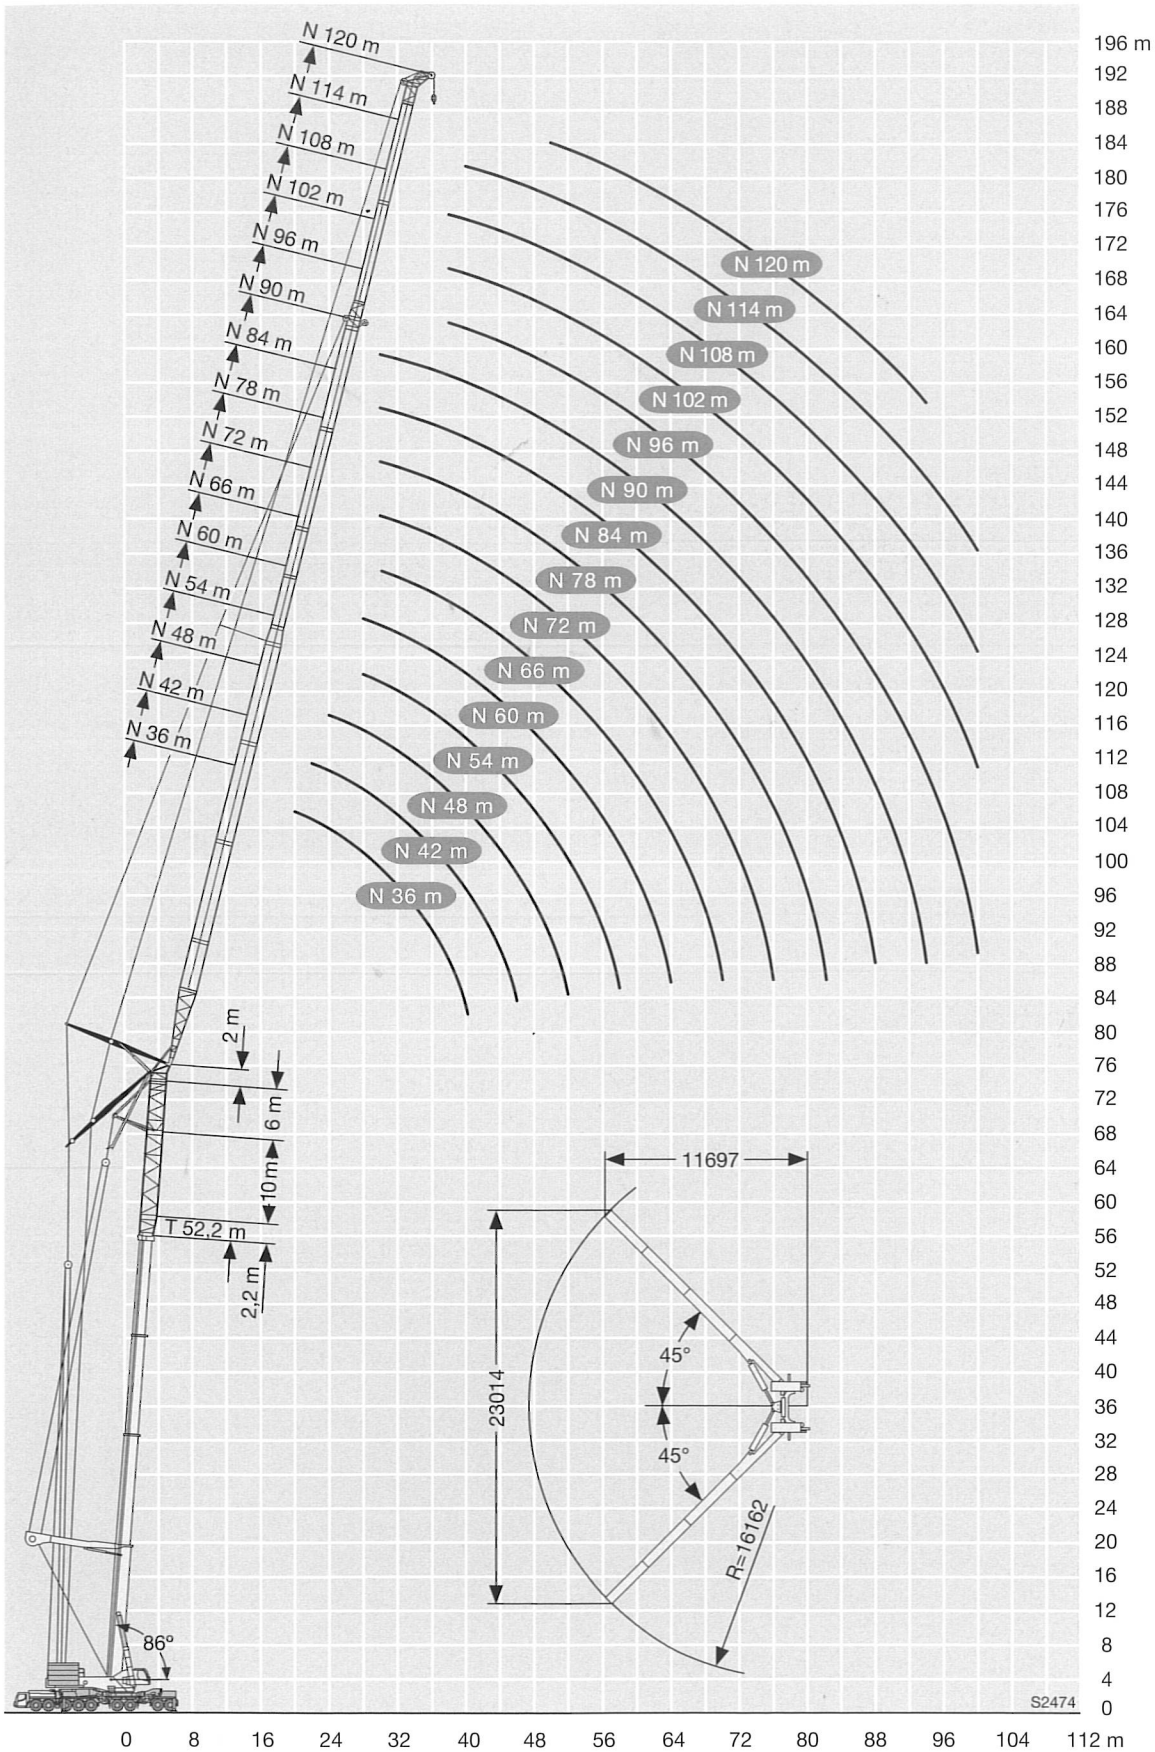 N 120 m
N 114 m
N 108 m
N 102 m
N 96 m
N 90 m
N 84 m
N 78 m
N 72 m
N 66 m
N 60 m
N 54 m
N 48 m
N 42 m
N 36 m
N 120 m
N 114 m
N 108 m
N 102 m
N 96 m
N 90 m
N 84 m
N 78 m
N 72 m
N 66 m
N 60 m
N 54 m
N 48 m
N 42 m
N 36 m
196 m
192
188
184
180
176
172
168
164
160
156
152
148
144
140
136
132
128
124
120
116
112
108
104
100
96
92
88
84
80
76
72
68
64
60
56
52
48
44
40
36
32
28
24
20
16
12
8
4
0
2 m
6 m
10 m
T 52,2 m
2,2 m
86°
11697
23014
45°
45°
R=16162
S2474
0 8 16 24 32 40 48 56 64 72 80 88 96 104 112 m